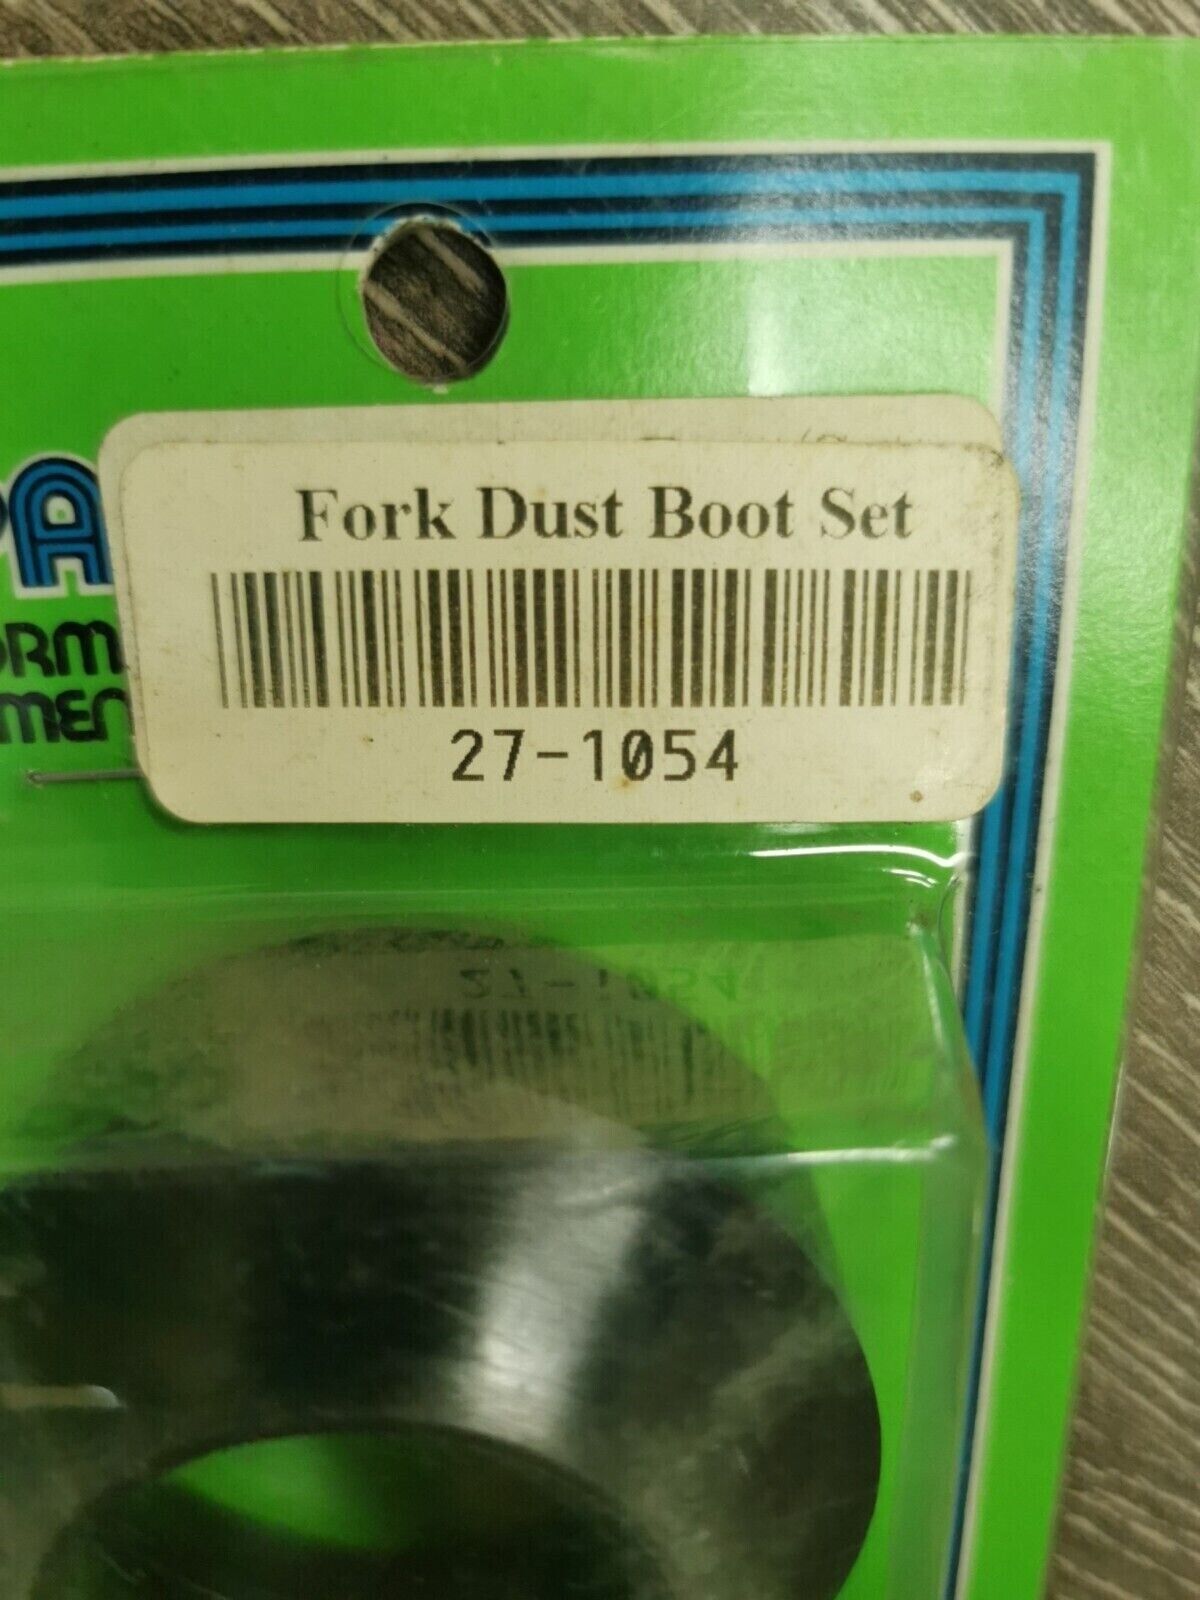 PA
Fork Dust Boot Set
ORM
MEN
27-1054
27-1054